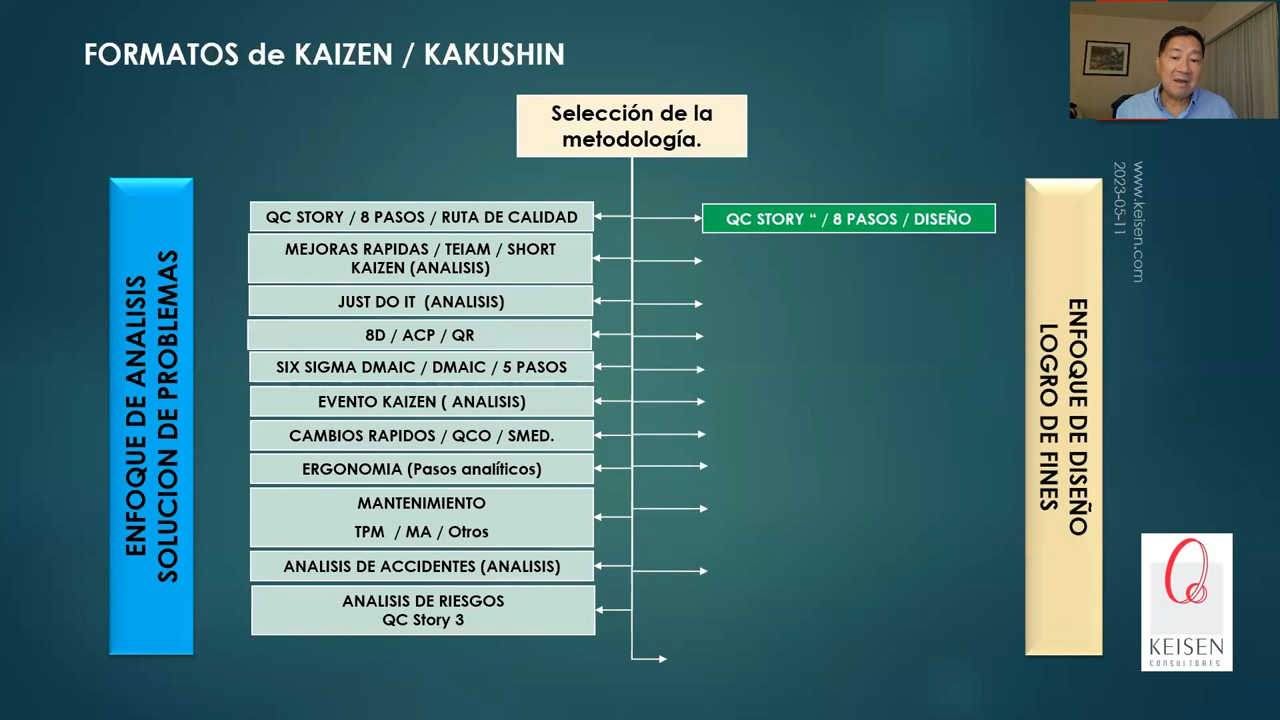 FORMATOS de KAIZEN / KAKUSHIN
Selección de la
metodología.
ENFOQUE DE ANALISIS
SOLUCION DE PROBLEMAS
QC STORY / 8 PASOS / RUTA DE CALIDAD
MEJORAS RAPIDAS / TEIAM / SHORT
KAIZEN (ANALISIS)
JUST DO IT (ANALISIS)
8D / ACP / QR
SIX SIGMA DMAIC / DMAIC / 5 PASOS
EVENTO KAIZEN ( ANALISIS)
CAMBIOS RAPIDOS / QCO / SMED.
ERGONOMIA (Pasos analíticos)
MANTENIMIENTO
TPM / MA / Otros
ANALISIS DE ACCIDENTES (ANALISIS)
ANALISIS DE RIESGOS
QC Story 3
QC STORY “ / 8 PASOS / DISEÑO
ENFOQUE DE DISEÑO
LOGRO DE FINES
www.keisen.com
2023-05-11
KEISEN
CONSULTORES